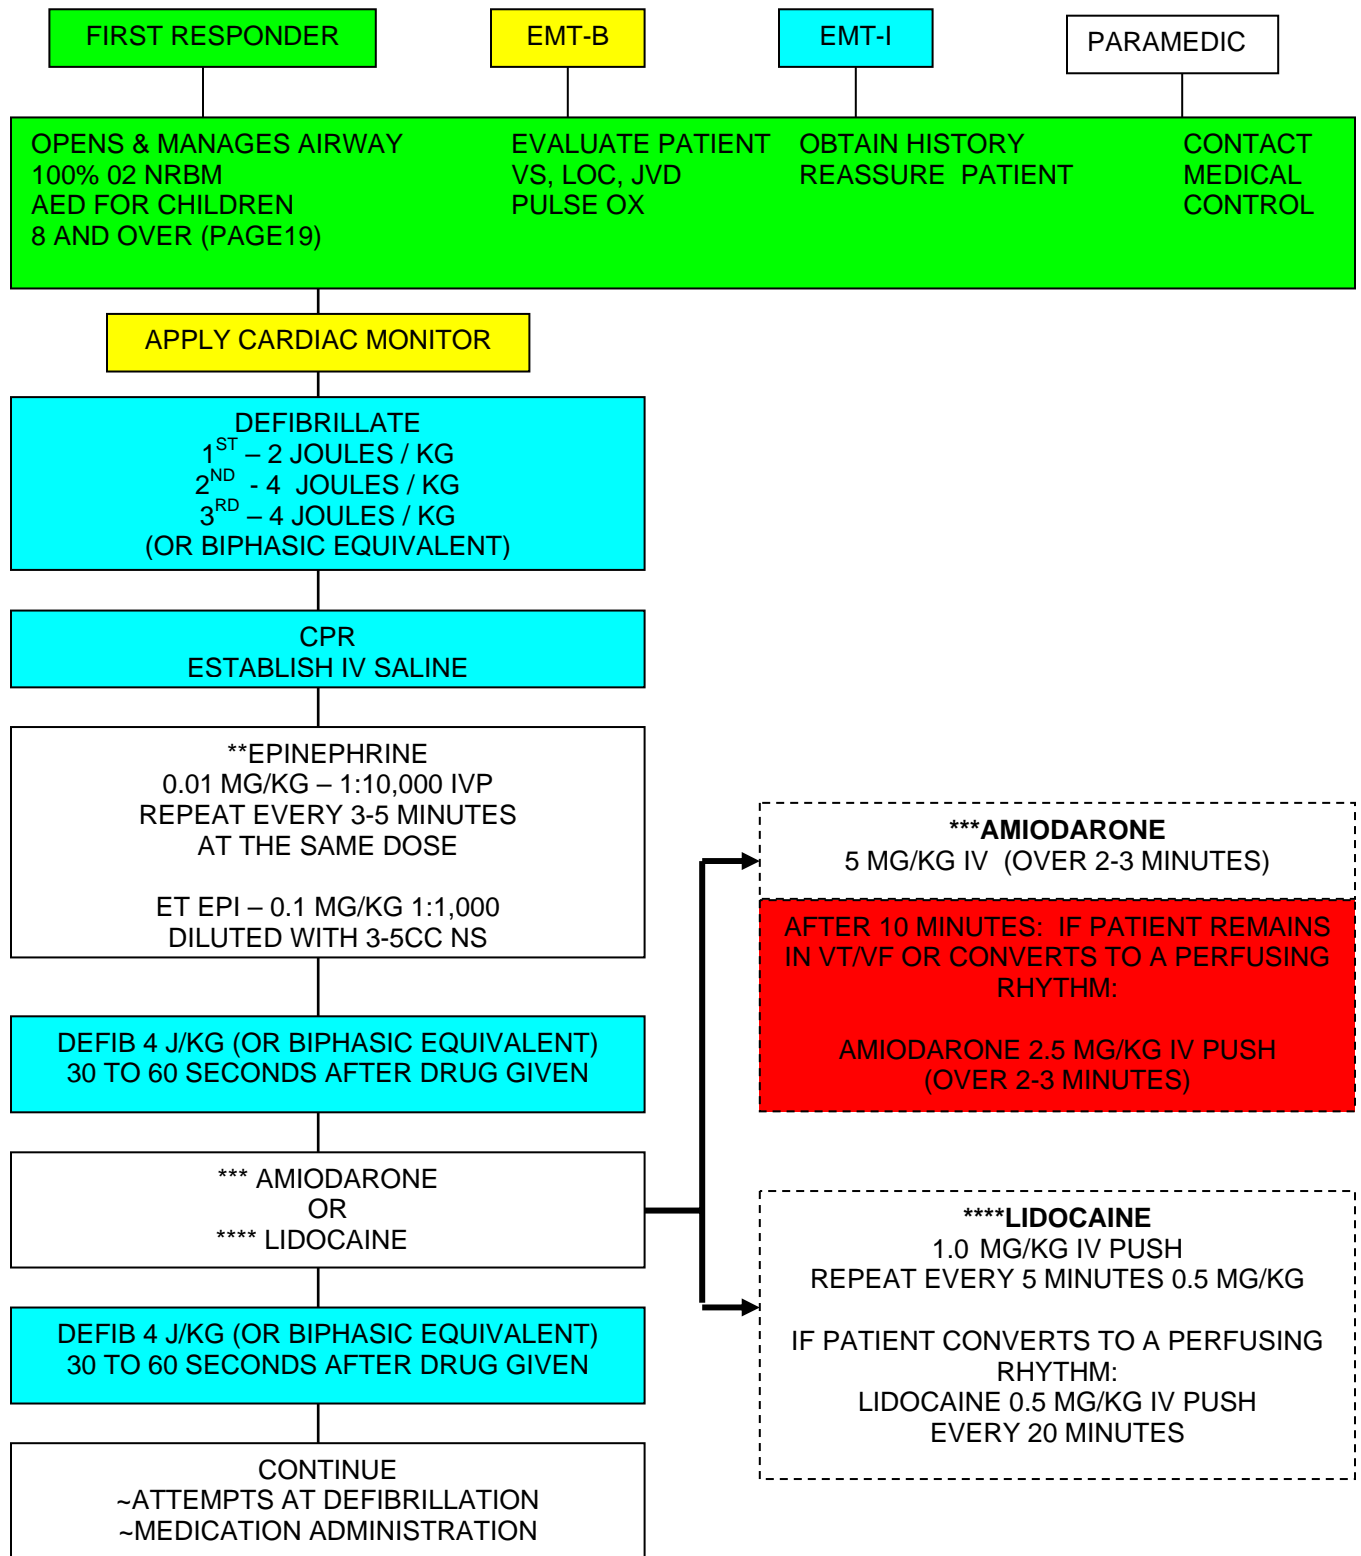 FIRST RESPONDER
EMT-B
EMT-I
PARAMEDIC
OPENS & MANAGES AIRWAY
100% 02 NRBM
AED FOR CHILDREN
8 AND OVER (PAGE19)
EVALUATE PATIENT
VS, LOC, JVD
PULSE OX
OBTAIN HISTORY
REASSURE PATIENT
CONTACT
MEDICAL
CONTROL
APPLY CARDIAC MONITOR
DEFIBRILLATE
1ST – 2 JOULES / KG
2ND - 4 JOULES / KG
3RD – 4 JOULES / KG
(OR BIPHASIC EQUIVALENT)
CPR
ESTABLISH IV SALINE
**EPINEPHRINE
0.01 MG/KG – 1:10,000 IVP
REPEAT EVERY 3-5 MINUTES
AT THE SAME DOSE
ET EPI – 0.1 MG/KG 1:1,000
DILUTED WITH 3-5CC NS
DEFIB 4 J/KG (OR BIPHASIC EQUIVALENT)
30 TO 60 SECONDS AFTER DRUG GIVEN
*** AMIODARONE
OR
**** LIDOCAINE
***AMIODARONE
5 MG/KG IV (OVER 2-3 MINUTES)
AFTER 10 MINUTES: IF PATIENT REMAINS
IN VT/VF OR CONVERTS TO A PERFUSING
RHYTHM:
AMIODARONE 2.5 MG/KG IV PUSH
(OVER 2-3 MINUTES)
****LIDOCAINE
1.0 MG/KG IV PUSH
REPEAT EVERY 5 MINUTES 0.5 MG/KG
IF PATIENT CONVERTS TO A PERFUSING
RHYTHM:
LIDOCAINE 0.5 MG/KG IV PUSH
EVERY 20 MINUTES
DEFIB 4 J/KG (OR BIPHASIC EQUIVALENT)
30 TO 60 SECONDS AFTER DRUG GIVEN
CONTINUE
~ATTEMPTS AT DEFIBRILLATION
~MEDICATION ADMINISTRATION